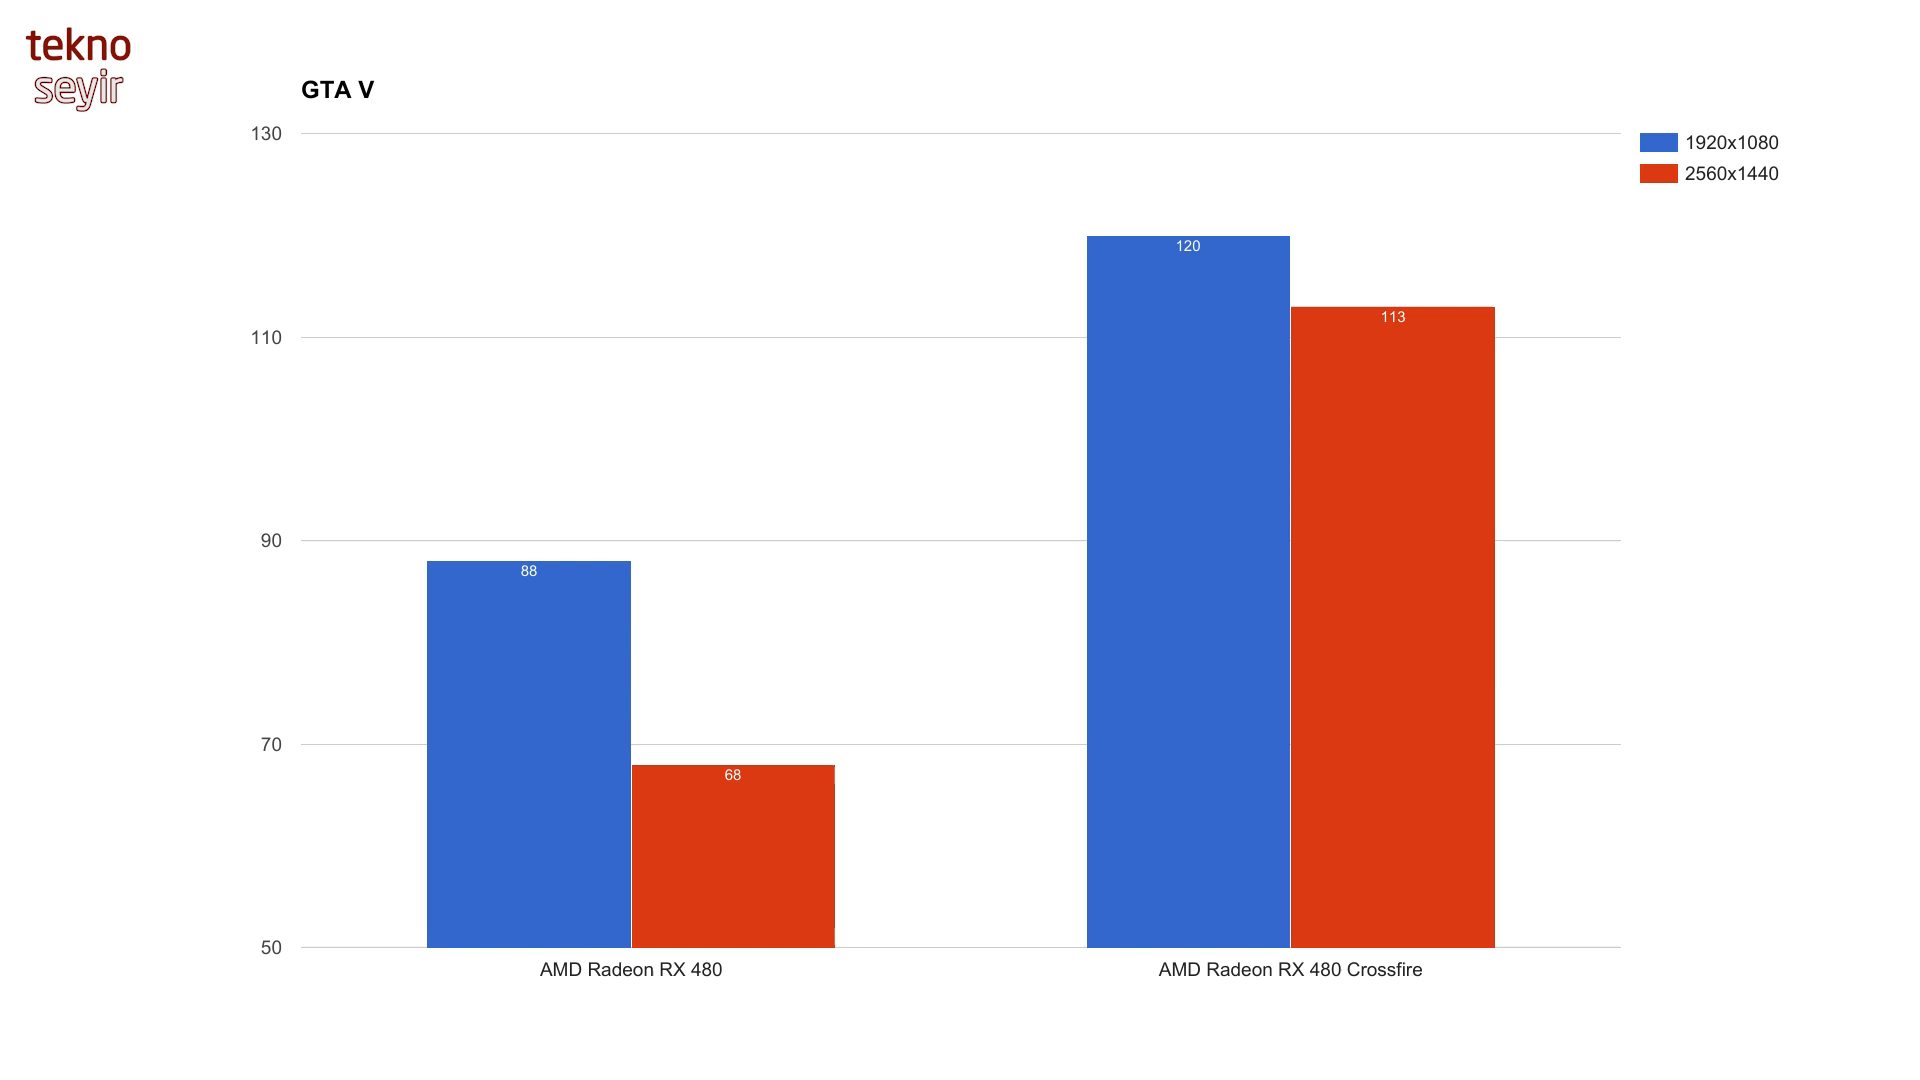 tekno
seyir
GTA V
130
110
90
70
50
1920x1080
2560x1440
88
68
120
113
AMD Radeon RX 480
AMD Radeon RX 480 Crossfire